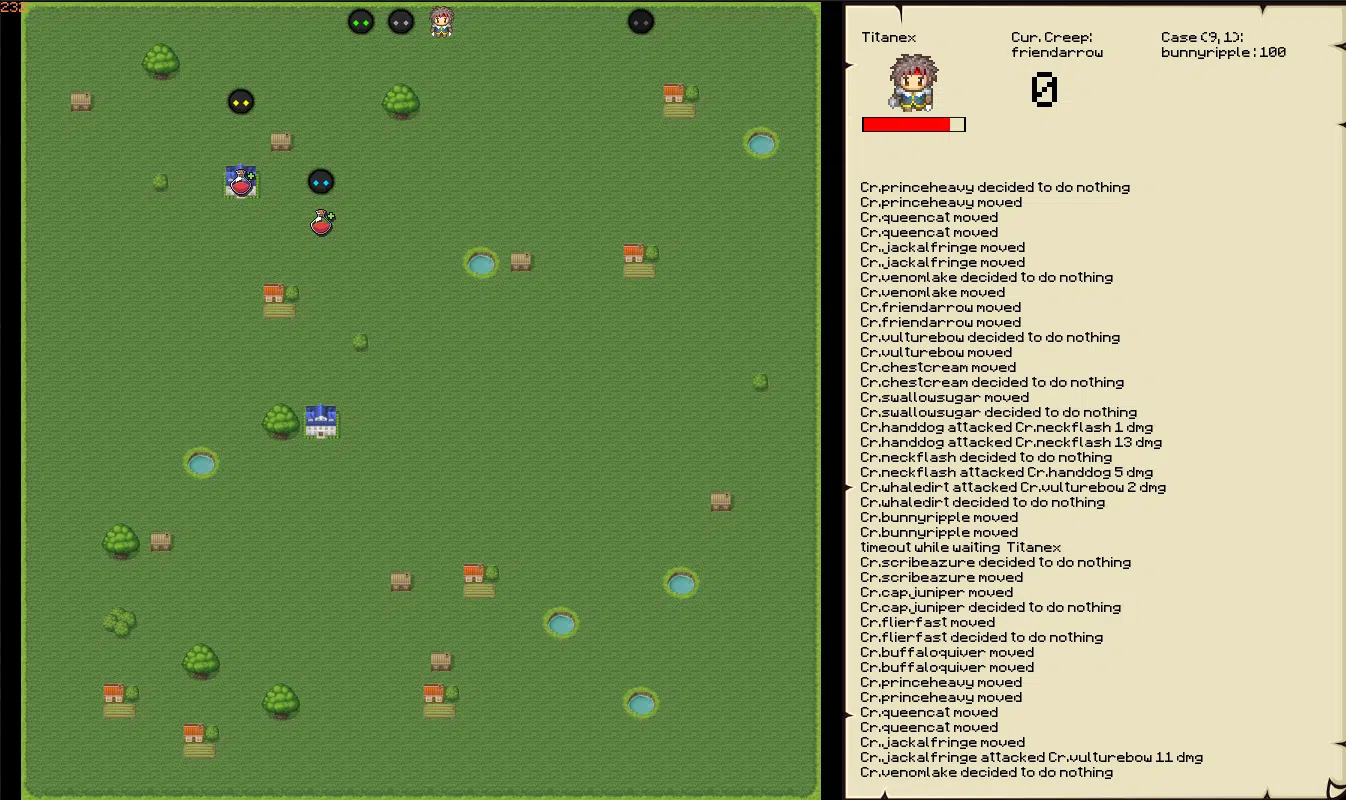 232
Titanex
Cur. Creep:
friendarrow
0
Case (9, 1):
bunnyripple : 100
Cr.princeheavy decided to do nothing
Cr.princeheavy moved
Cr.queencat moved
Cr.queencat moved
Cr.jackalfringe moved
Cr.jackalfringe moved
Cr.venomlake decided to do nothing
Cr.venomlake moved
Cr.friendarrow moved
Cr.friendarrow moved
Cr.vulturebow decided to do nothing
Cr.vulturebow moved
Cr.chestcream moved
Cr.chestcream decided to do nothing
Cr.swallowsugar moved
Cr.swallowsugar decided to do nothing
Cr.handdog attacked Cr.neckflash 1 dmg
Cr.handdog attacked Cr.neckflash 13 dmg
Cr.neckflash decided to do nothing
Cr.neckflash attacked Cr.handdog 5 dmg
Cr.whaledirt attacked Cr.vulturebow 2 dmg
Cr.whaledirt decided to do nothing
Cr.bunnyripple moved
Cr.bunnyripple moved
timeout while waiting Titanex
Cr.scribeazure decided to do nothing
Cr.scribeazure moved
Cr.capjuniper moved
Cr.capjuniper decided to do nothing
Cr.flierfast moved
Cr.flierfast decided to do nothing
Cr.buffaloquiver moved
Cr.buffaloquiver moved
Cr.princeheavy moved
Cr.princeheavy moved
Cr.queencat moved
Cr.queencat moved
Cr.jackalfringe moved
Cr.jackalfringe attacked Cr.vulturebow 11 dmg
Cr.venomlake decided to do nothing